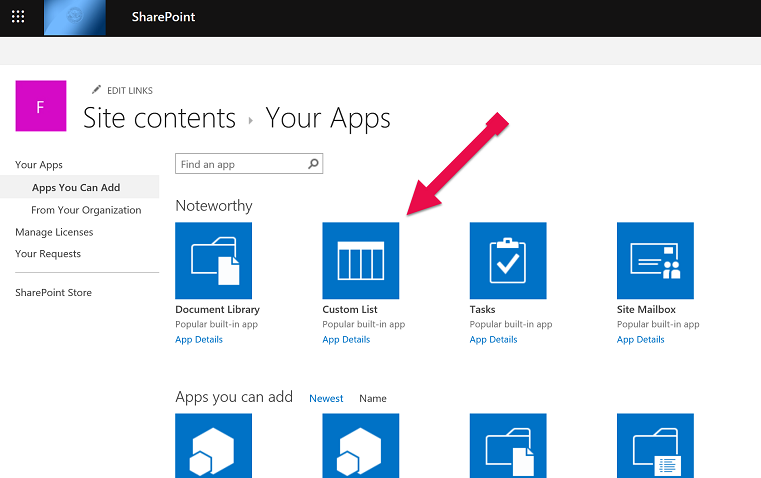 SharePoint
F
EDIT LINKS
Site contents ▸ Your Apps
Your Apps
Apps You Can Add
From Your Organization
Manage Licenses
Your Requests
SharePoint Store
Find an app
Noteworthy
Document Library
Popular built-in app
App Details
Custom List
Popular built-in app
App Details
Tasks
Popular built-in app
App Details
Site Mailbox
Popular built-in app
App Details
Apps you can add Newest Name